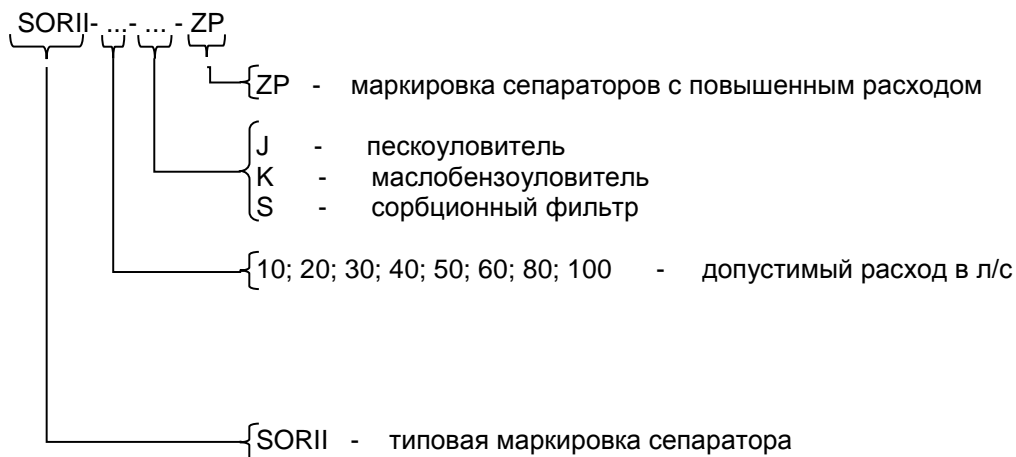 SORII- ... - ... - ZP
ZP - маркировка сепараторов с повышенным расходом
J - пескоуловитель
K - маслобензоуловитель
S - сорбционный фильтр
10; 20; 30; 40; 50; 60; 80; 100 - допустимый расход в л/с
SORII - типовая маркировка сепаратора